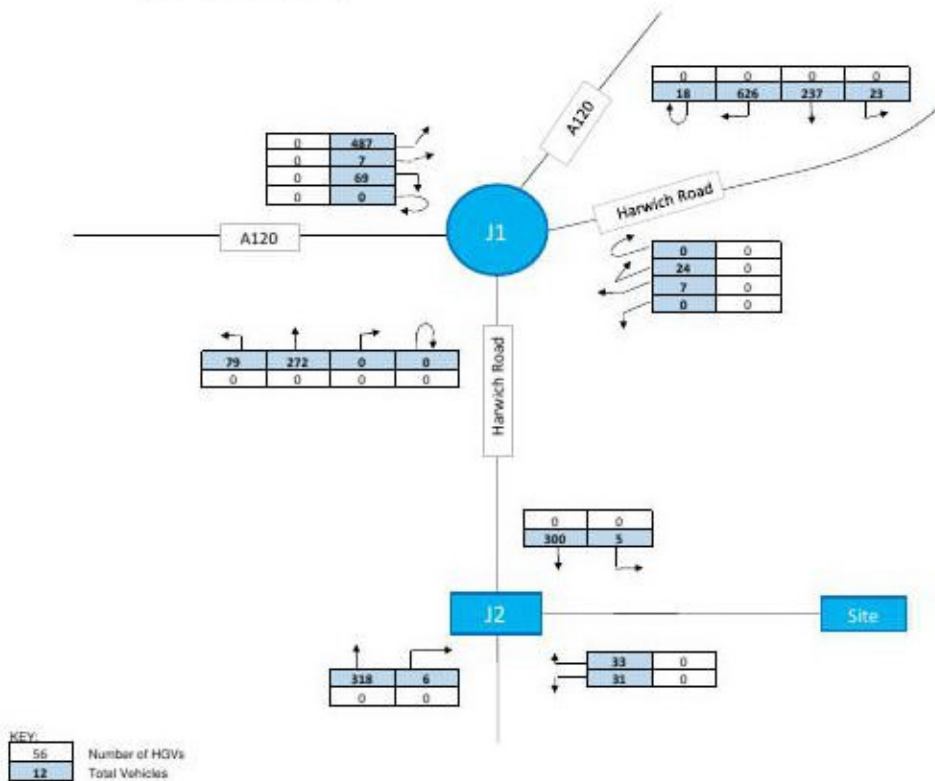 0 0 0 0
18 626 237 23
A120
0 487
0 7
0 69
0 0
Harwich Road
J1
A120
0 0
24 0
7 0
0 0
79 272 0 0
0 0 0 0
Harwich Road
0 0
300 5
J2
Site
33 0
31 0
318 6
0 0
KEY:
56 Number of HGVs
12 Total Vehicles